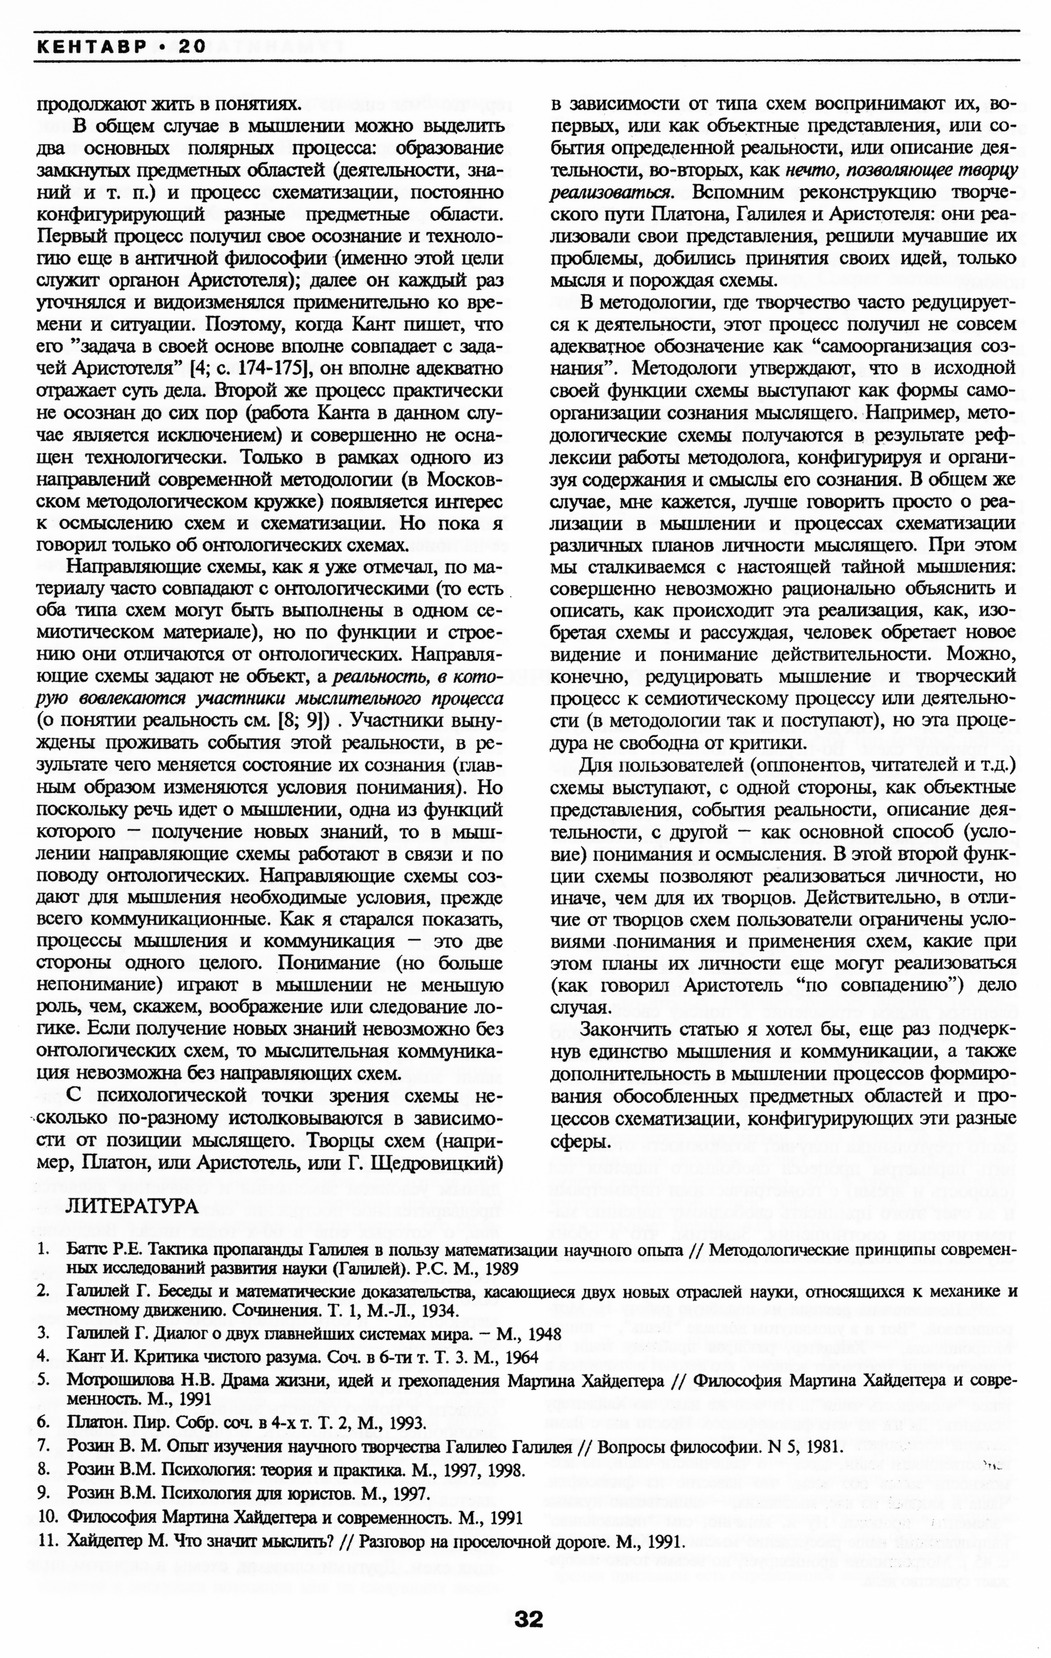 КЕНТАВР • 20
продолжают жить в понятиях.
В общем случае в мышлении можно выделить
два основных полярных процесса: образование
замкнутых предметных областей (деятельности, зна-
ний и т. п.) и процесс схематизации, постоянно
конфигурирующий разные предметные области.
Первый процесс получил свое осознание и техноло-
гию еще в античной философии (именно этой цели
служит органон Аристотеля); далее он каждый раз
уточнялся и видоизменялся применительно ко вре-
мени и ситуации. Поэтому, когда Кант пишет, что
его ”задача в своей основе вполне совпадает с зада-
чей Аристотеля” [4; с. 174-175], он вполне адекватно
отражает суть дела. Второй же процесс практически
не осознан до сих пор (работа Канта в данном слу-
чае является исключением) и совершенно не осна-
щен технологически. Только в рамках одного из
направлений современной методологии (в Москов-
ском методологическом кружке) появляется интерес
к осмыслению схем и схематизации. Но пока я
говорил только об онтологических схемах.
Направляющие схемы, как я уже отмечал, по ма-
териалу часто совпадают с онтологическими (то есть
оба типа схем могут быть выполнены в одном се-
миотическом материале), но по функции и строе-
нию они отличаются от онтологических. Направля-
ющие схемы задают не объект, а реальность, в кото-
рую вовлекаются участники мыслительного процесса
(о понятии реальность см. [8; 9]) . Участники выну-
ждены проживать события этой реальности, в ре-
зультате чего меняется состояние их сознания (глав-
ным образом изменяются условия понимания). Но
поскольку речь идет о мышлении, одна из функций
которого — получение новых знаний, то в мыш-
лении направляющие схемы работают в связи и по
поводу онтологических. Направляющие схемы соз-
дают для мышления необходимые условия, прежде
всего коммуникационные. Как я старался показать,
процессы мышления и коммуникация — это две
стороны одного целого. Понимание (но больше
непонимание) играют в мышлении не меньшую
роль, чем, скажем, воображение или следование ло-
гике. Если получение новых знаний невозможно без
онтологических схем, то мыслительная коммуника-
ция невозможна без направляющих схем.
С психологической точки зрения схемы не-
сколько по-разному истолковываются в зависимо-
сти от позиции мыслящего. Творцы схем (напри-
мер, Платон, или Аристотель, или Г. Щедровицкий)
в зависимости от типа схем воспринимают их, во-
первых, или как объектные представления, или со-
бытия определенной реальности, или описание дея-
тельности, во-вторых, как нечто, позволяющее творцу
реализоваться. Вспомним реконструкцию творче-
ского пути Платона, Галилея и Аристотеля: они реа-
лизовали свои представления, решили мучавшие их
проблемы, добились принятия своих идей, только
мысля и порождая схемы.
В методологии, где творчество часто редуцирует-
ся к деятельности, этот процесс получил не совсем
адекватное обозначение как “самоорганизация соз-
нания”. Методологи утверждают, что в исходной
своей функции схемы выступают как формы само-
организации сознания мыслящего. Например, мето-
дологические схемы получаются в результате реф-
лексии работы методолога, конфигурируя и органи-
зуя содержания и смыслы его сознания. В общем же
случае, мне кажется, лучше говорить просто о реа-
лизации в мышлении и процессах схематизации
различных планов личности мыслящего. При этом
мы сталкиваемся с настоящей тайной мышления:
совершенно невозможно рационально объяснить и
описать, как происходит эта реализация, как, изо-
бретая схемы и рассуждая, человек обретает новое
видение и понимание действительности. Можно,
конечно, редуцировать мышление и творческий
процесс к семиотическому процессу или деятельно-
сти (в методологии так и поступают), но эта проце-
дура не свободна от критики.
Для пользователей (оппонентов, читателей и т.д.)
схемы выступают, с одной стороны, как объектные
представления, события реальности, описание дея-
тельности, с другой — как основной способ (усло-
вие) понимания и осмысления. В этой второй функ-
ции схемы позволяют реализоваться личности, но
иначе, чем для их творцов. Действительно, в отли-
чие от творцов схем пользователи ограничены усло-
виями понимания и применения схем, какие при
этом планы их личности еще могут реализоваться
(как говорил Аристотель “по совпадению”) дело
случая.
Закончить статью я хотел бы, еще раз подчерк-
нув единство мышления и коммуникации, а также
дополнительность в мышлении процессов формиро-
вания обособленных предметных областей и про-
цессов схематизации, конфигурирующих эти разные
сферы.
ЛИТЕРАТУРА
1. Баттс Р.Е. Тактика пропаганды Галилея в пользу математизации научного опыта // Методологические принципы современ-
ных исследований развития науки (Галилей). Р.С. М., 1989
2. Галилей Г. Беседы и математические доказательства, касающиеся двух новых отраслей науки, относящихся к механике и
местному движению. Сочинения. Т. 1, М.-Л., 1934.
3. Галилей Г. Диалог о двух главнейших системах мира. — М., 1948
4. Кант И. Критика чистого разума. Соч. в 6-ти т. Т. 3. М., 1964
5. Мотрошилова Н.В. Драма жизни, идей и грехопадения Мартина Хайдеггера // Философия Мартина Хайдеггера и совре-
менность. М., 1991
6. Платон. Пир. Собр. соч. в 4-х т. Т. 2, М., 1993.
7. Розин В. М. Опыт изучения научного творчества Галилео Галилея // Вопросы философии. N 5, 1981.
8. Розин В.М. Психология: теория и практика. М., 1997, 1998.
9. Розин В.М. Психология для юристов. М., 1997.
10. Философия Мартина Хайдеггера и современность. М., 1991
11. Хайдеггер М. Что значит мыслить? // Разговор на проселочной дороге. М., 1991.
32